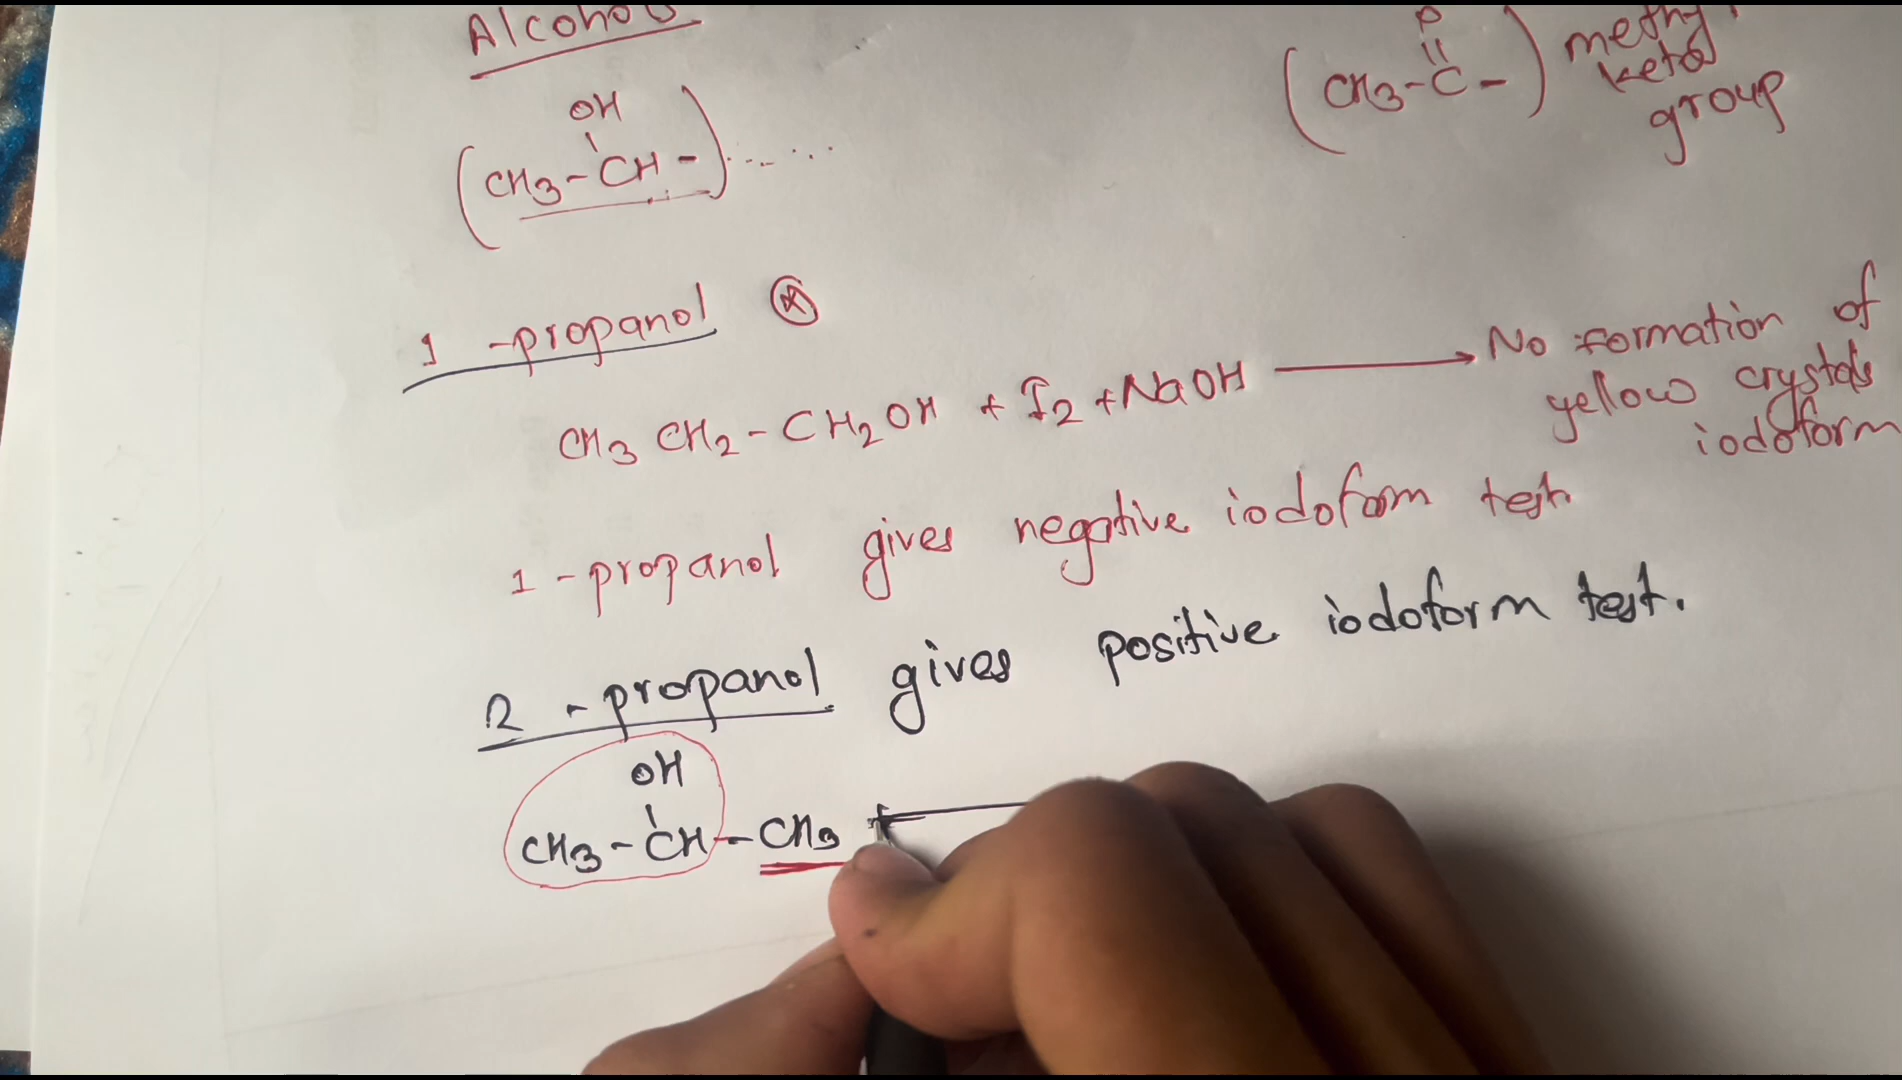 Alcohols
OH
(CH3-CH-).....
O
||
(CH3-C-) methyl
keto
group
1 -propanol
CH3 CH2-CH2OH + I2 +NaOH ⟶ No formation of
yellow crystals
iodoform
1-propanol gives negative iodoform test.
2-propanol gives positive iodoform test.
OH
CH3-CH-CH3